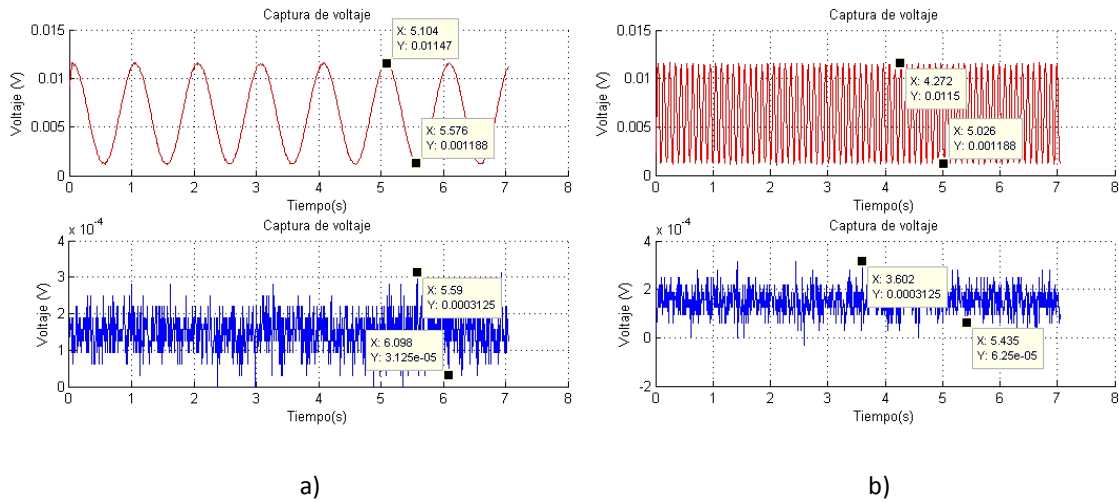 Captura de voltaje
Voltaje (V)
0.015
0.01
0.005
0
X: 5.104
Y: 0.01147
X: 5.576
Y: 0.001188
0 1 2 3 4 5 6 7 8
Tiempo(s)
Captura de voltaje
Voltaje (V)
x 10^-4
4
3
2
1
0
X: 5.59
Y: 0.0003125
X: 6.098
Y: 3.125e-05
0 1 2 3 4 5 6 7 8
Tiempo(s)
a)
Captura de voltaje
Voltaje (V)
0.015
0.01
0.005
0
X: 4.272
Y: 0.0115
X: 5.026
Y: 0.001188
0 1 2 3 4 5 6 7 8
Tiempo(s)
Captura de voltaje
Voltaje (V)
x 10^-4
4
2
0
-2
X: 3.602
Y: 0.0003125
X: 5.435
Y: 6.25e-05
0 1 2 3 4 5 6 7 8
Tiempo(s)
b)